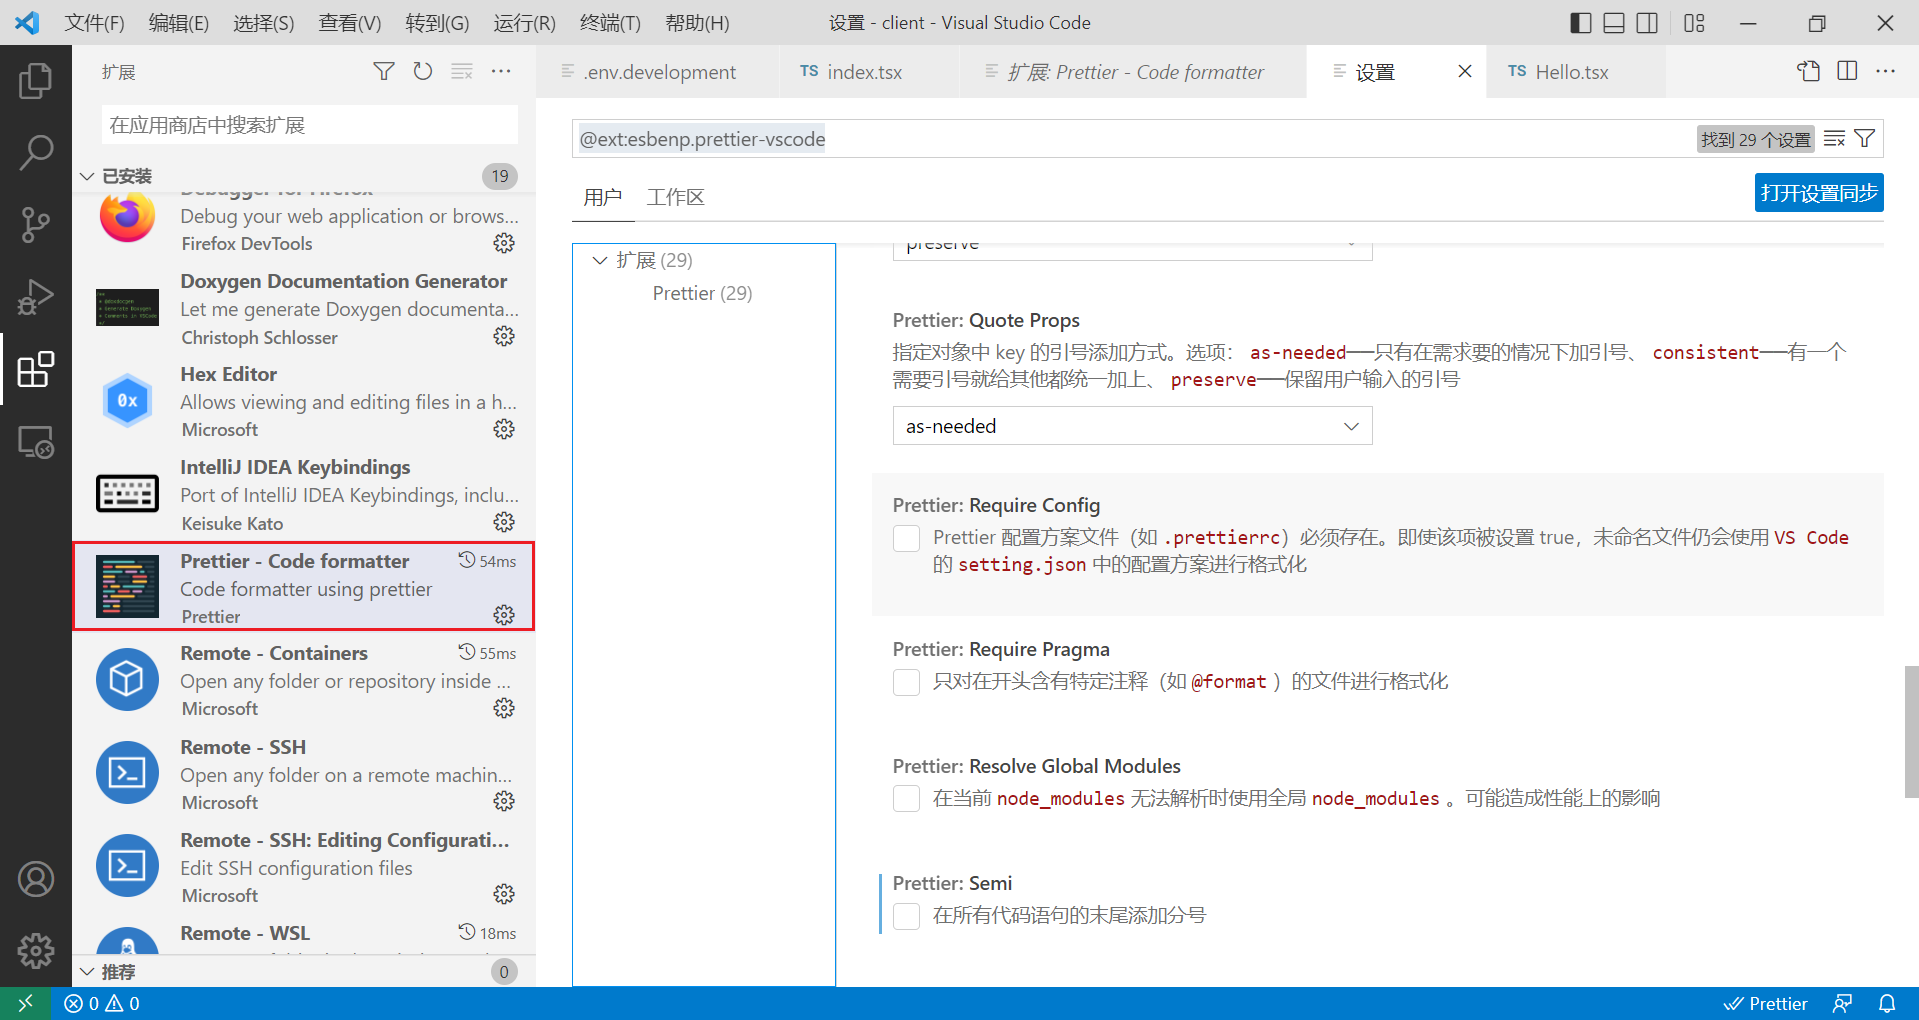 文件(F) 编辑(E) 选择(S) 查看(V) 转到(G) 运行(R) 终端(T) 帮助(H) 设置 - client - Visual Studio Code
扩展
在应用商店中搜索扩展
已安装 19
Debugger for Firefox
Debug your web application or brows...
Firefox DevTools
Doxygen Documentation Generator
Let me generate Doxygen documenta...
Christoph Schlosser
Hex Editor
0x
Allows viewing and editing files in a h...
Microsoft
IntelliJ IDEA Keybindings
Port of IntelliJ IDEA Keybindings, inclu...
Keisuke Kato
Prettier - Code formatter 54ms
Code formatter using prettier
Prettier
Remote - Containers 55ms
Open any folder or repository inside ...
Microsoft
Remote - SSH
Open any folder on a remote machin...
Microsoft
Remote - SSH: Editing Configurati...
Edit SSH configuration files
Microsoft
Remote - WSL 18ms
推荐 0
.env.development TS index.tsx 扩展: Prettier - Code formatter 设置 TS Hello.tsx
@ext:esbenp.prettier-vscode 找到 29 个设置
用户 工作区 打开设置同步
扩展 (29)
Prettier (29)
preserve
Prettier: Quote Props
指定对象中 key 的引号添加方式。选项： as-needed——只有在需求要的情况下加引号、 consistent——有一个
需要引号就给其他都统一加上、 preserve——保留用户输入的引号
as-needed
Prettier: Require Config
Prettier 配置方案文件（如 .prettierrc）必须存在。即使该项被设置 true，未命名文件仍会使用 VS Code
的 setting.json 中的配置方案进行格式化
Prettier: Require Pragma
只对在开头含有特定注释（如 @format ）的文件进行格式化
Prettier: Resolve Global Modules
在当前 node_modules 无法解析时使用全局 node_modules 。可能造成性能上的影响
Prettier: Semi
在所有代码语句的末尾添加分号
0 0 Prettier